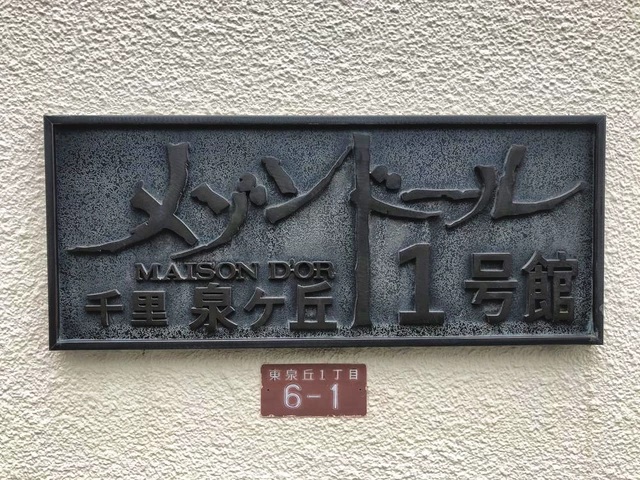 メゾンドール
MAISON D'OR
千里 泉ケ丘 1号館
東泉丘1丁目
6-1